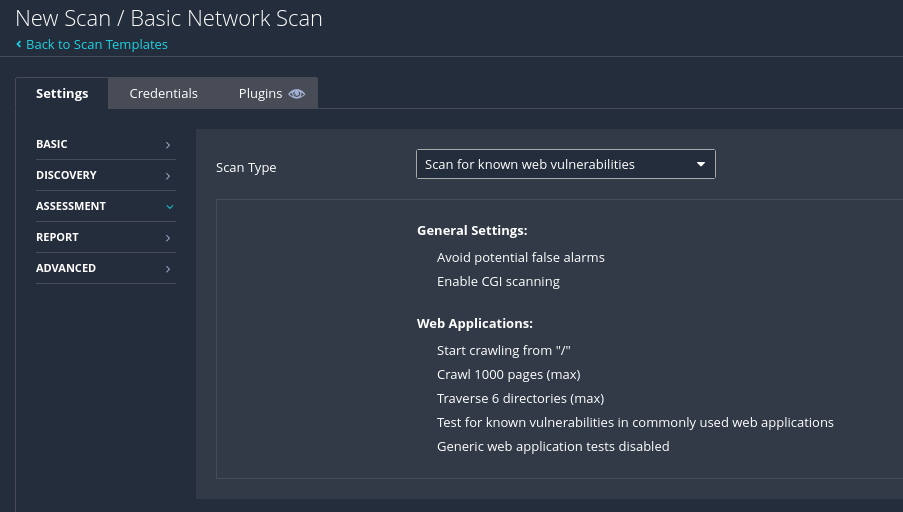 New Scan / Basic Network Scan
Back to Scan Templates
Settings Credentials Plugins
BASIC
DISCOVERY
ASSESSMENT
REPORT
ADVANCED
Scan Type Scan for known web vulnerabilities
General Settings:
Avoid potential false alarms
Enable CGI scanning
Web Applications:
Start crawling from "/"
Crawl 1000 pages (max)
Traverse 6 directories (max)
Test for known vulnerabilities in commonly used web applications
Generic web application tests disabled